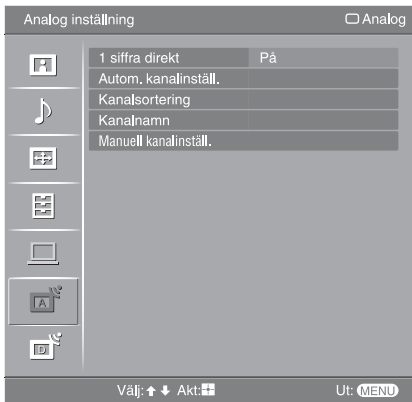 Analog inställning Analog
1 siffra direkt På
Autom. kanalinställ.
Kanalsortering
Kanalnamn
Manuell kanalinställ.
A
D
Välj: Akt: Ut: MENU